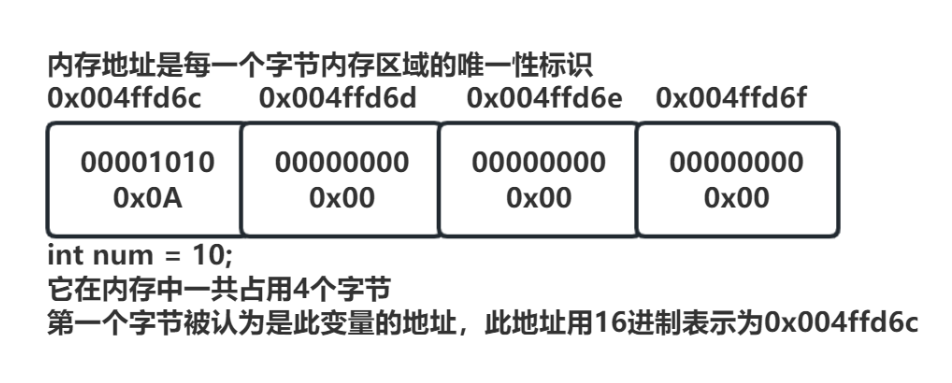 内存地址是每一个字节内存区域的唯一性标识
0x004ffd6c 0x004ffd6d 0x004ffd6e 0x004ffd6f
00001010 00000000 00000000 00000000
0x0A 0x00 0x00 0x00
int num = 10;
它在内存中一共占用4个字节
第一个字节被认为是此变量的地址，此地址用16进制表示为0x004ffd6c